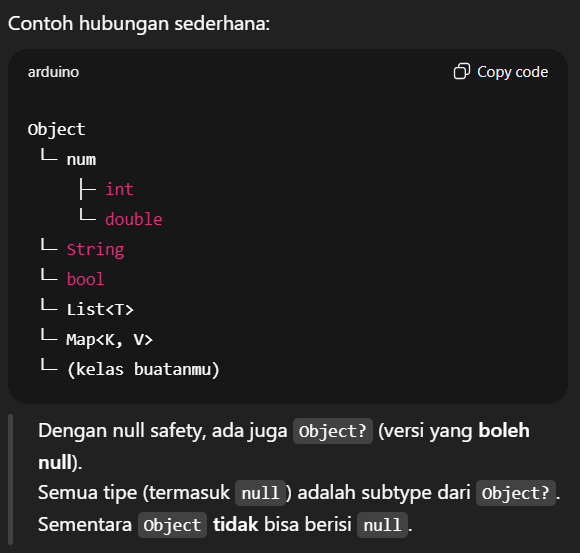 Contoh hubungan sederhana:
arduino Copy code
Object
└─ num
├─ int
└─ double
└─ String
└─ bool
└─ List<T>
└─ Map<K, V>
└─ (kelas buatanmu)
Dengan null safety, ada juga Object? (versi yang boleh
null).
Semua tipe (termasuk null) adalah subtype dari Object?.
Sementara Object tidak bisa berisi null.